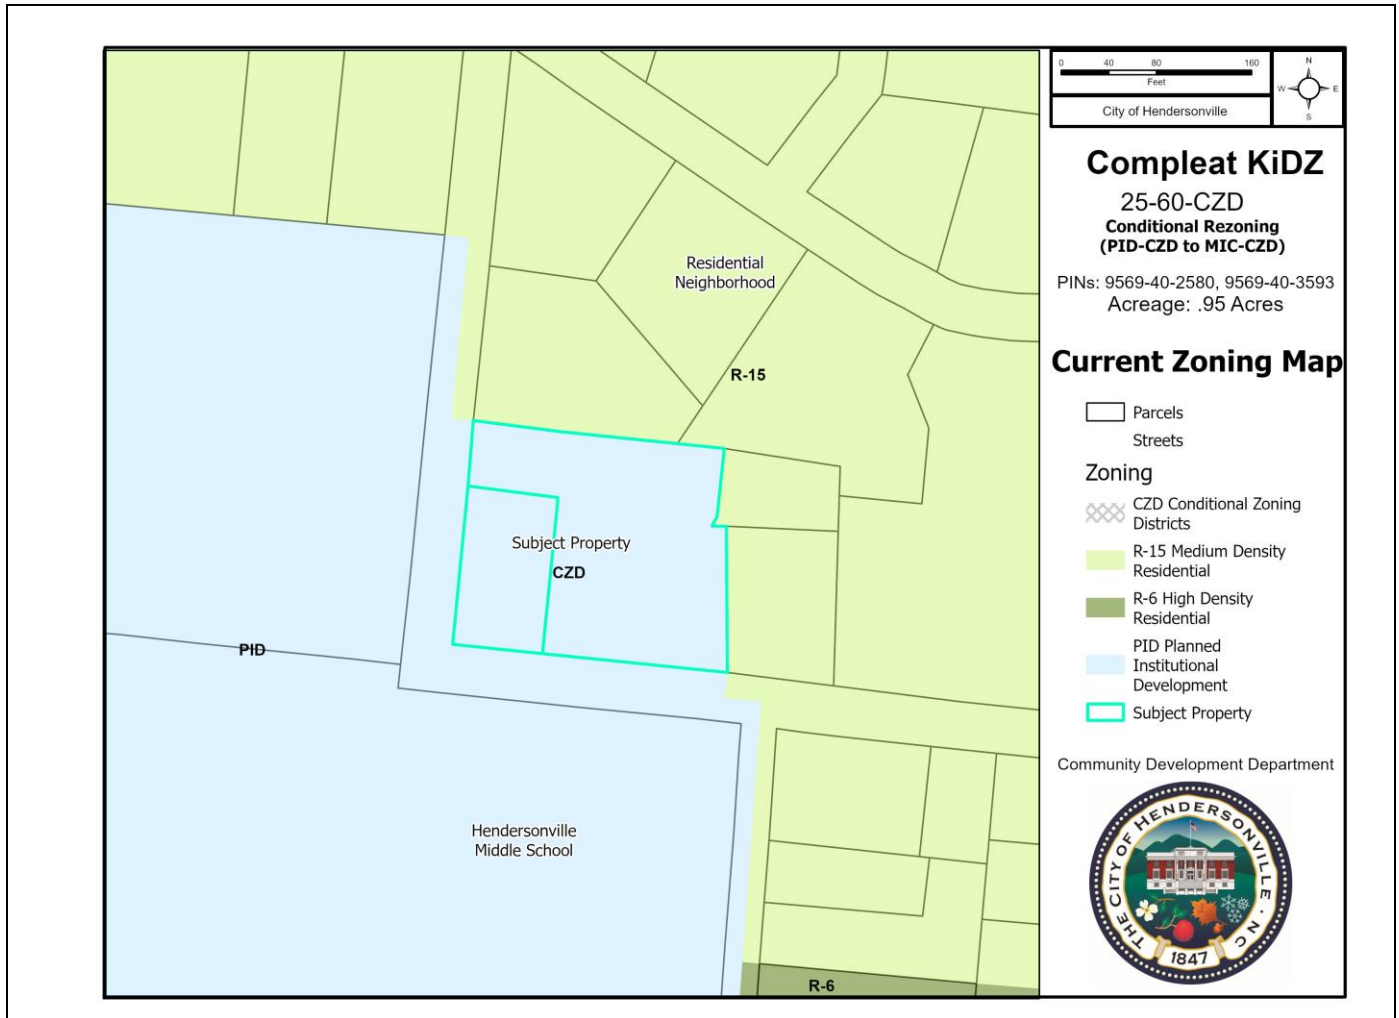 0 40 80 160
Feet
City of Hendersonville
N
W E
S
Compleat KiDZ
25-60-CZD
Conditional Rezoning
(PID-CZD to MIC-CZD)
PINs: 9569-40-2580, 9569-40-3593
Acreage: .95 Acres
Current Zoning Map
Parcels
Streets
Zoning
CZD Conditional Zoning
Districts
R-15 Medium Density
Residential
R-6 High Density
Residential
PID Planned
Institutional
Development
Subject Property
Community Development Department
THE CITY OF HENDERSONVILLE · NC
1847
Residential
Neighborhood
R-15
Subject Property
CZD
PID
Hendersonville
Middle School
R-6